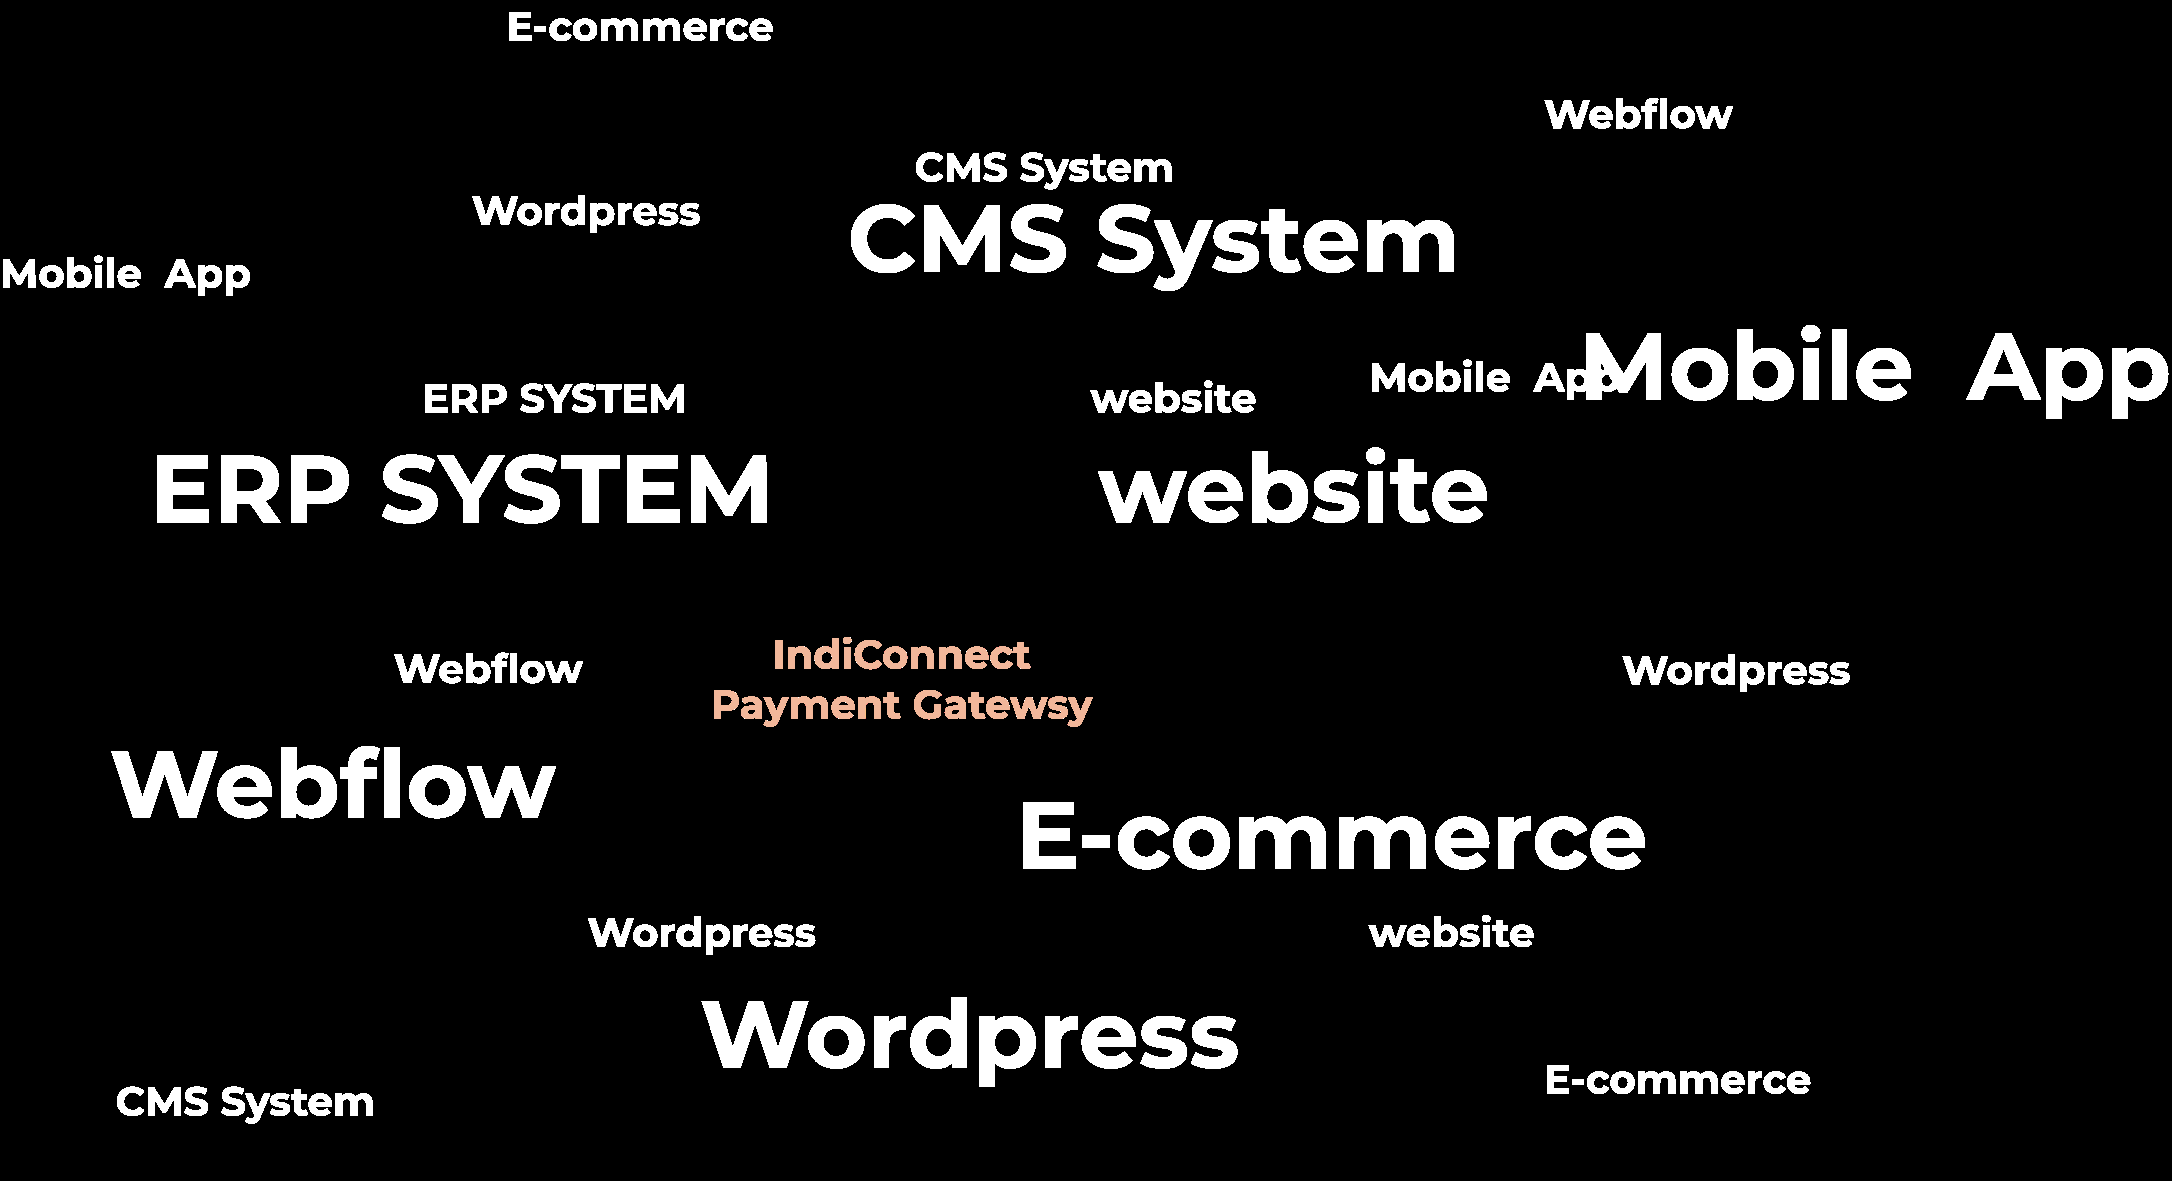 E-commerce
Webflow
CMS System
Wordpress
CMS System
Mobile App
Mobile App
Mobile App
ERP SYSTEM
website
ERP SYSTEM
website
IndiConnect
Payment Gatewsy
Webflow
Wordpress
Webflow
E-commerce
Wordpress
website
Wordpress
E-commerce
CMS System